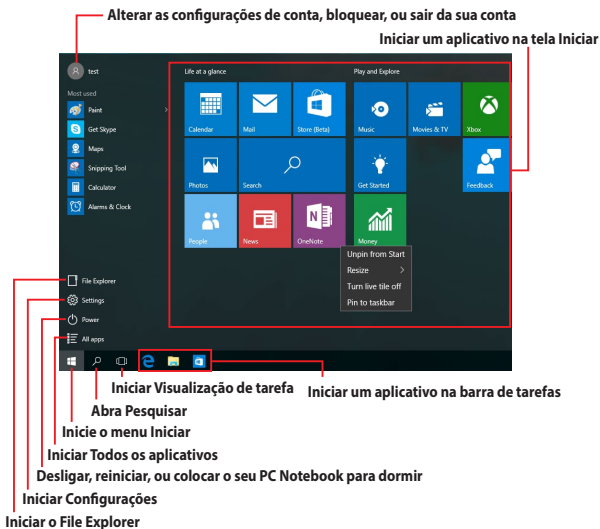 Alterar as configurações de conta, bloquear, ou sair da sua conta
Iniciar um aplicativo na tela Iniciar
test
Most used
Paint
Get Skype
Maps
Snipping Tool
Calculator
Alarms & Clock
File Explorer
Settings
Power
All apps
Life at a glance
Play and Explore
Calendar
Mail
Store (Beta)
Music
Movies & TV
Xbox
Photos
Search
Get Started
Feedback
People
News
OneNote
Money
Unpin from Start
Resize
Turn live tile off
Pin to taskbar
Iniciar Visualização de tarefa
Iniciar um aplicativo na barra de tarefas
Abra Pesquisar
Inicie o menu Iniciar
Iniciar Todos os aplicativos
Desligar, reiniciar, ou colocar o seu PC Notebook para dormir
Iniciar Configurações
Iniciar o File Explorer